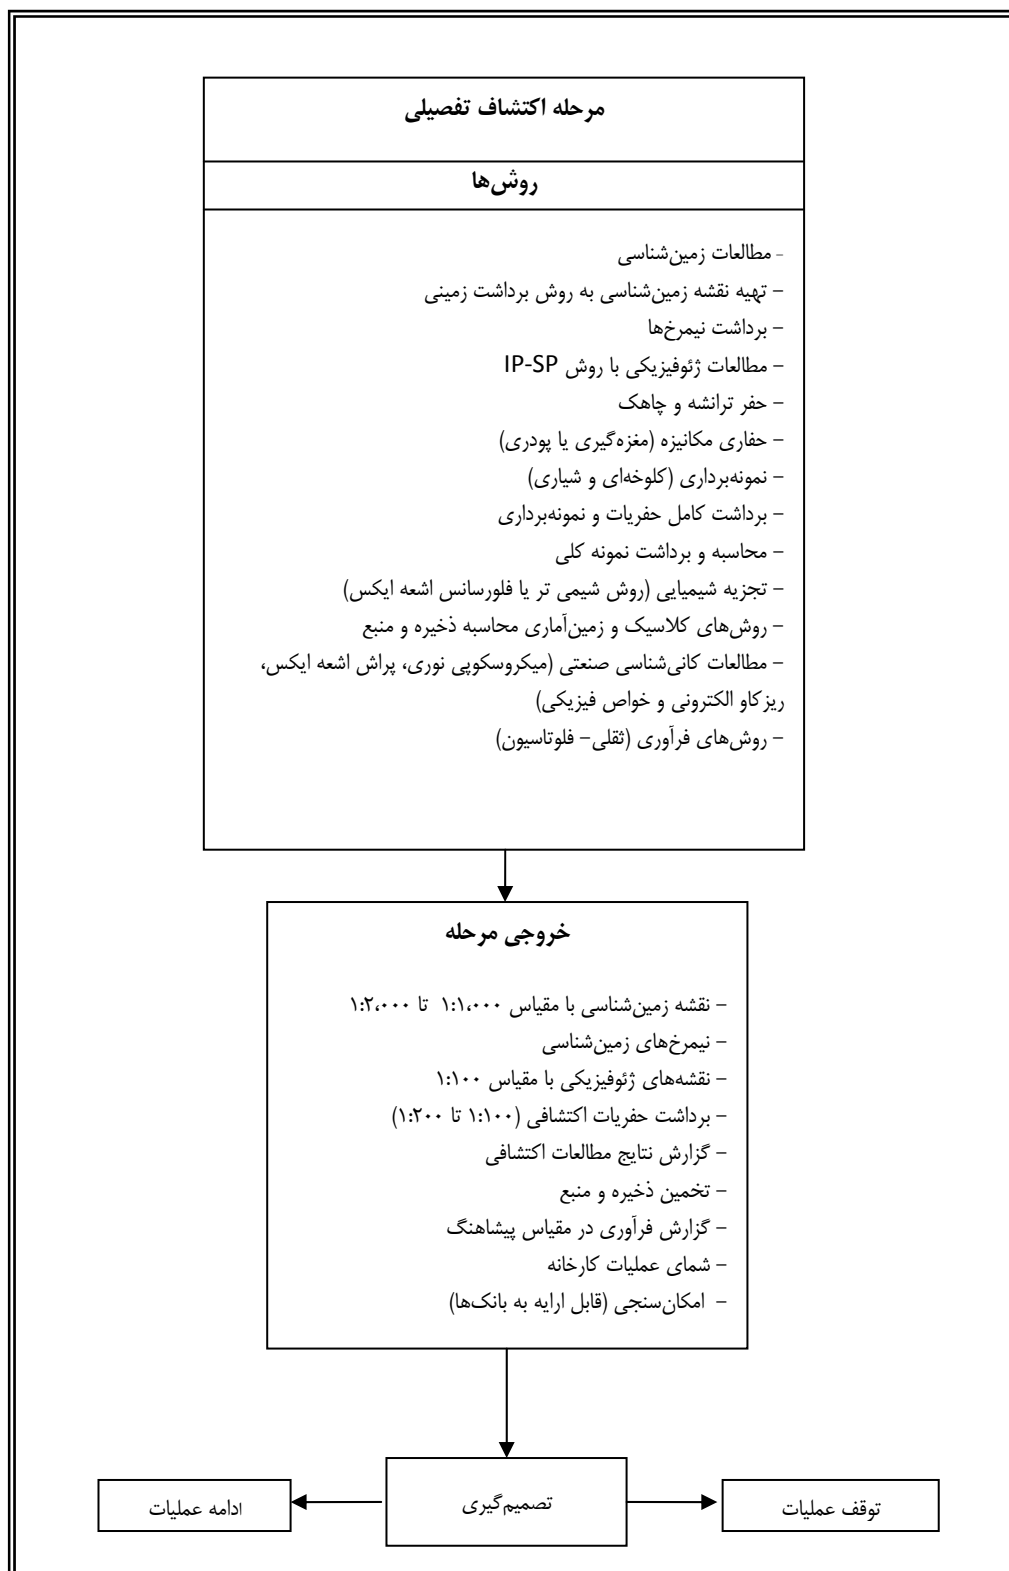 مرحله اکتشاف تفصیلی
روش‌ها
- مطالعات زمین‌شناسی
- تهیه نقشه زمین‌شناسی به روش برداشت زمینی
- برداشت نیمرخ‌ها
- مطالعات ژئوفیزیکی با روش IP-SP
- حفر ترانشه و چاهک
- حفاری مکانیزه (مغزه‌گیری یا پودری)
- نمونه‌برداری (کلوخه‌ای و شیاری)
- برداشت کامل حفریات و نمونه‌برداری
- محاسبه و برداشت نمونه کلی
- تجزیه شیمیایی (روش شیمی تر یا فلورسانس اشعه ایکس)
- روش‌های کلاسیک و زمین‌آماری محاسبه ذخیره و منبع
- مطالعات کانی‌شناسی صنعتی (میکروسکوپی نوری، پراش اشعه ایکس،
ریزکاو الکترونی و خواص فیزیکی)
- روش‌های فرآوری (ثقلی- فلوتاسیون)
خروجی مرحله
- نقشه زمین‌شناسی با مقیاس ۱:۱،۰۰۰ تا ۱:۲،۰۰۰
- نیمرخ‌های زمین‌شناسی
- نقشه‌های ژئوفیزیکی با مقیاس ۱:۱۰۰
- برداشت حفریات اکتشافی (۱:۱۰۰ تا ۱:۲۰۰)
- گزارش نتایج مطالعات اکتشافی
- تخمین ذخیره و منبع
- گزارش فرآوری در مقیاس پیشاهنگ
- شمای عملیات کارخانه
- امکان‌سنجی (قابل ارایه به بانک‌ها)
توقف عملیات
تصمیم‌گیری
ادامه عملیات